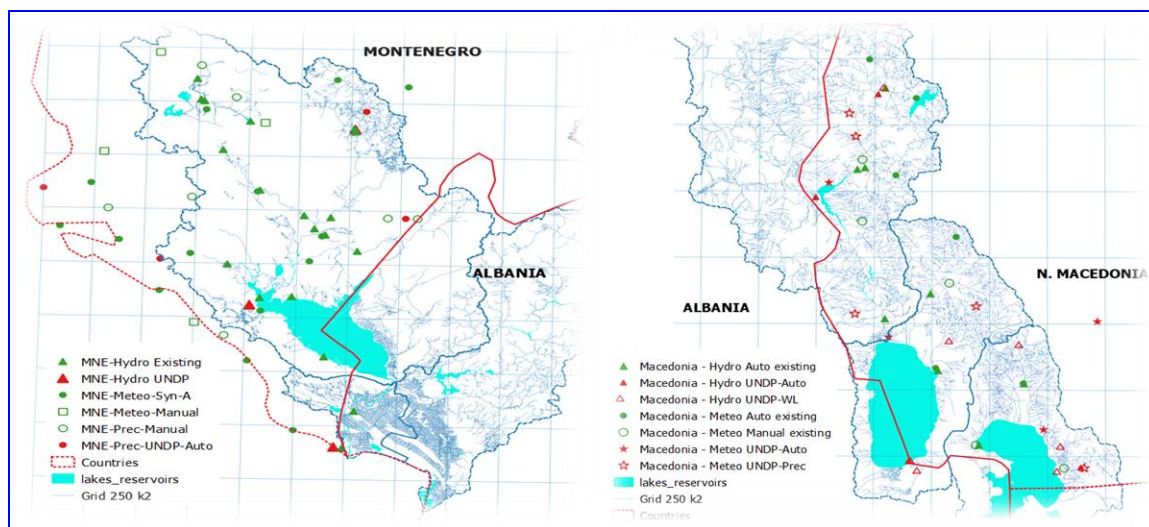 MONTENEGRO
ALBANIA
MNE-Hydro Existing
MNE-Hydro UNDP
MNE-Meteo-Syn-A
MNE-Meteo-Manual
MNE-Prec-Manual
MNE-Prec-UNDP-Auto
Countries
lakes_reservoirs
Grid 250 k2
N. MACEDONIA
ALBANIA
Macedonia - Hydro Auto existing
Macedonia - Hydro UNDP-Auto
Macedonia - Hydro UNDP-WL
Macedonia - Meteo Auto existing
Macedonia - Meteo Manual existing
Macedonia - Meteo UNDP-Auto
Macedonia - Meteo UNDP-Prec
lakes_reservoirs
Grid 250 k2
Countries